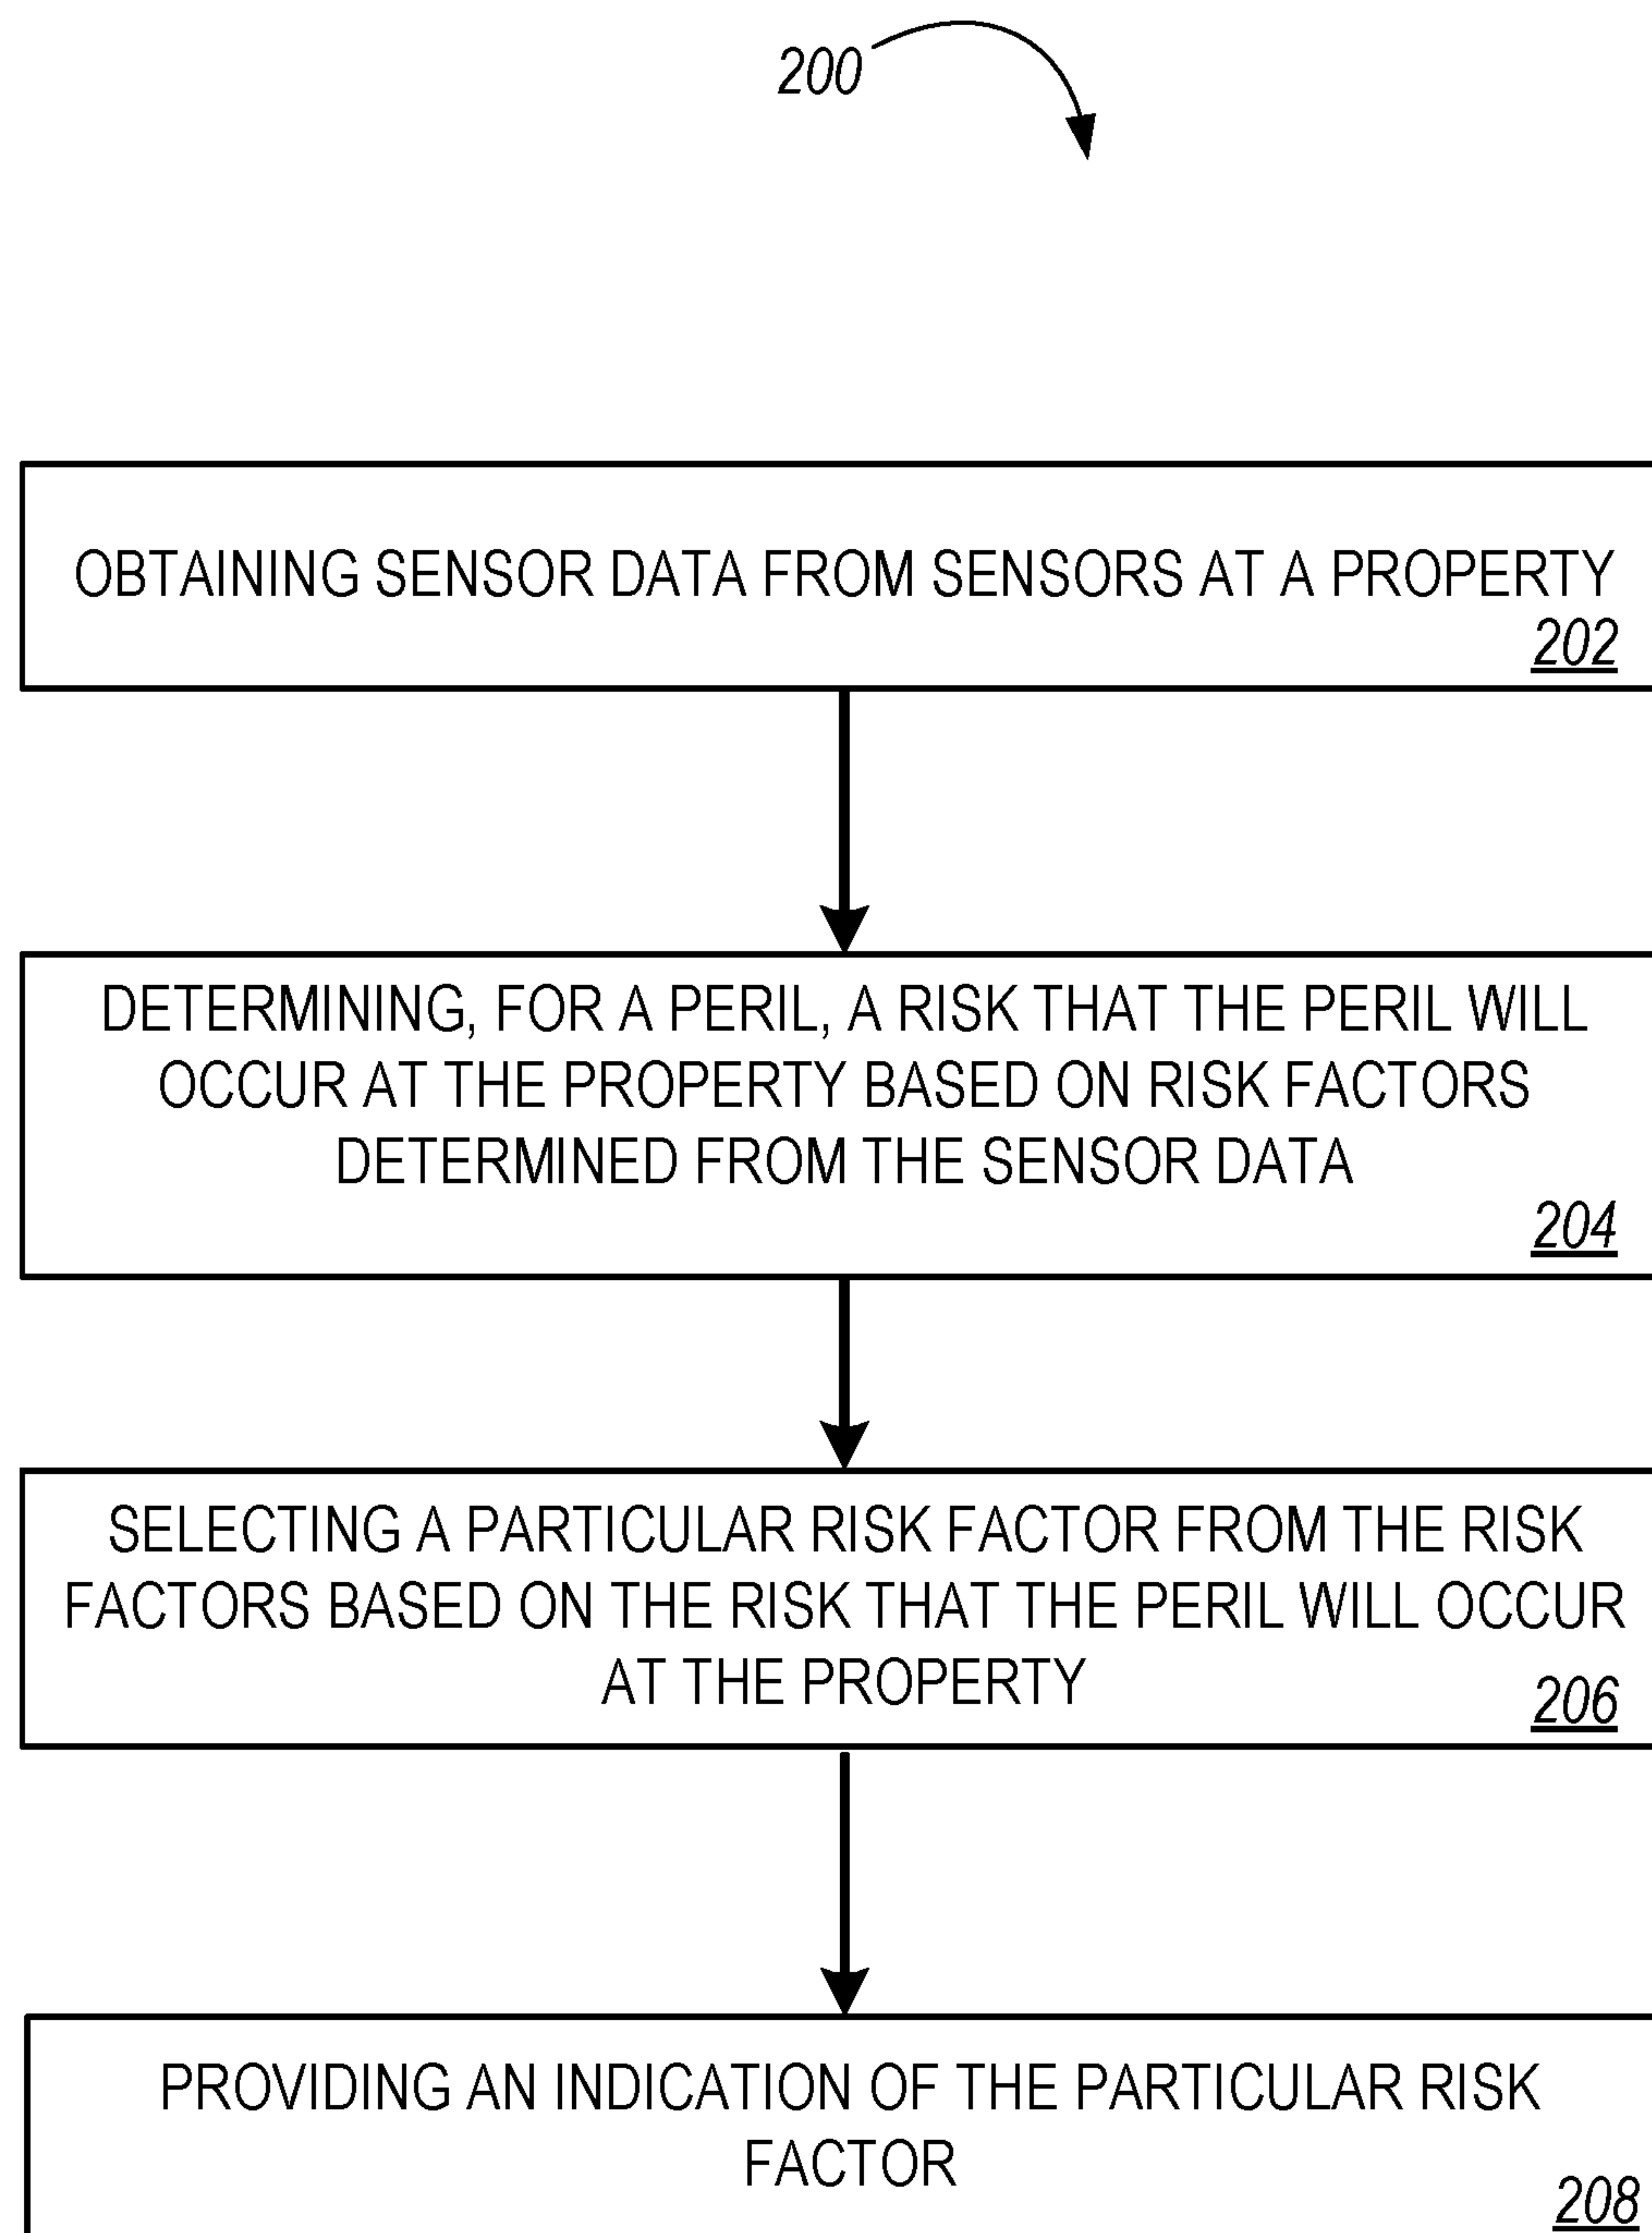 200
OBTAINING SENSOR DATA FROM SENSORS AT A PROPERTY
202
DETERMINING, FOR A PERIL, A RISK THAT THE PERIL WILL
OCCUR AT THE PROPERTY BASED ON RISK FACTORS
DETERMINED FROM THE SENSOR DATA
204
SELECTING A PARTICULAR RISK FACTOR FROM THE RISK
FACTORS BASED ON THE RISK THAT THE PERIL WILL OCCUR
AT THE PROPERTY
206
PROVIDING AN INDICATION OF THE PARTICULAR RISK
FACTOR
208